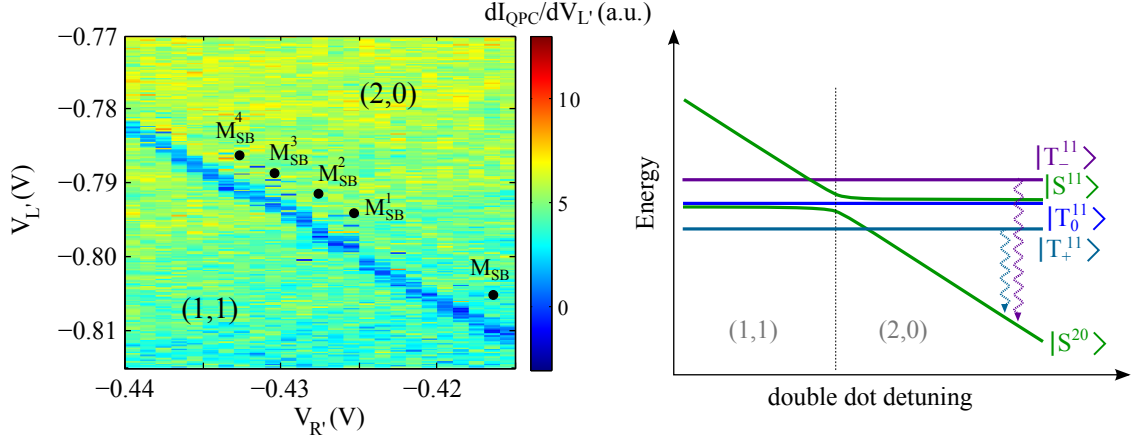 dI_QPC/dV_L' (a.u.)
−0.77
−0.78
−0.79
−0.80
−0.81
V_L' (V)
(2,0)
M_SB^4
M_SB^3
M_SB^2
M_SB^1
M_SB
(1,1)
−0.44
−0.43
−0.42
V_R' (V)
10
5
0
Energy
|T_−^11⟩
|S^11⟩
|T_0^11⟩
|T_+^11⟩
|S^20⟩
(1,1)
(2,0)
double dot detuning